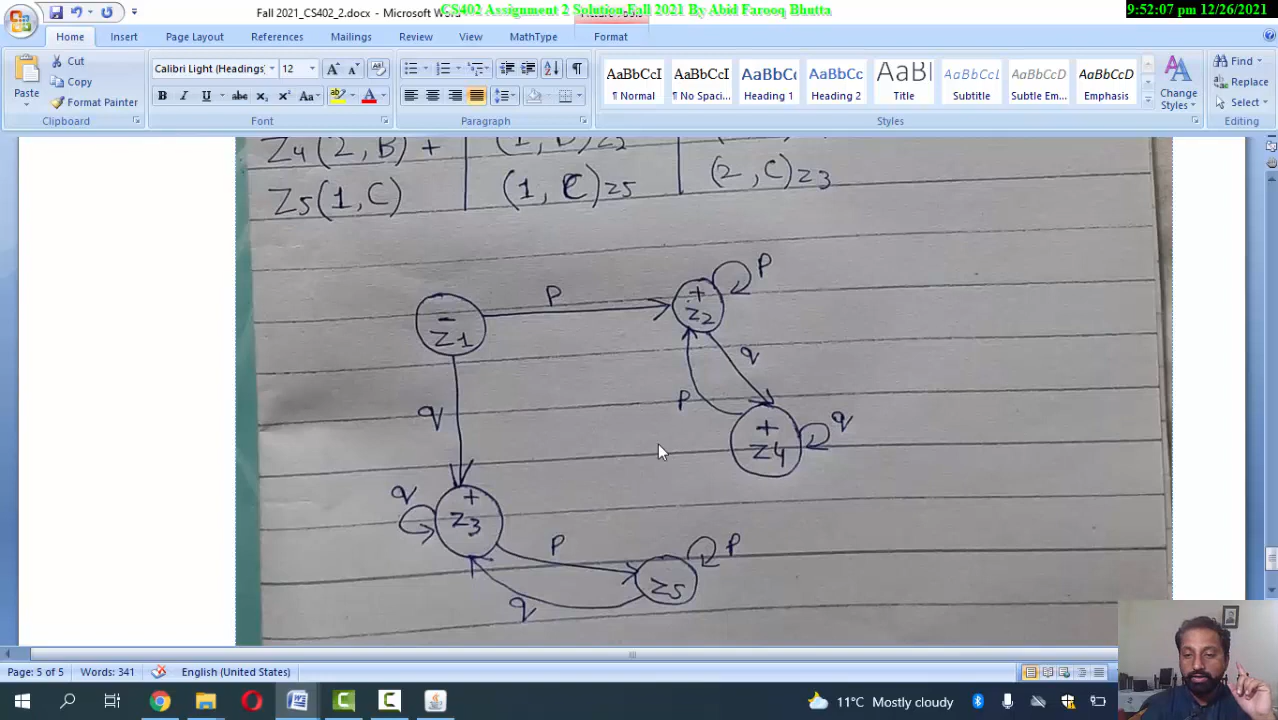 Fall 2021_CS402_2.docx - Microsoft Word
CS402 Assignment 2 Solution Fall 2021 By Abid Farooq Bhutta
9:52:07 pm 12/26/2021
Home Insert Page Layout References Mailings Review View MathType Format
Paste
Cut
Copy
Format Painter
Clipboard
Calibri Light (Headings) 12
Font
Paragraph
AaBbCcI AaBbCcI AaBbCc AaBbCc AaBb AaBbCcI AaBbCcD AaBbCcD
¶ Normal ¶ No Spaci... Heading 1 Heading 2 Title Subtitle Subtle Em... Emphasis
Change Styles
Styles
Find
Replace
Select
Editing
Z4(2, B) +
Z5(1, C) (1, C)z5 (2, C)z3
P
P
- Z1
+ Z2
q
q
P
+ Z4
q
q
+ Z3
P
P
Z5
q
Page: 5 of 5 Words: 341 English (United States)
11°C Mostly cloudy